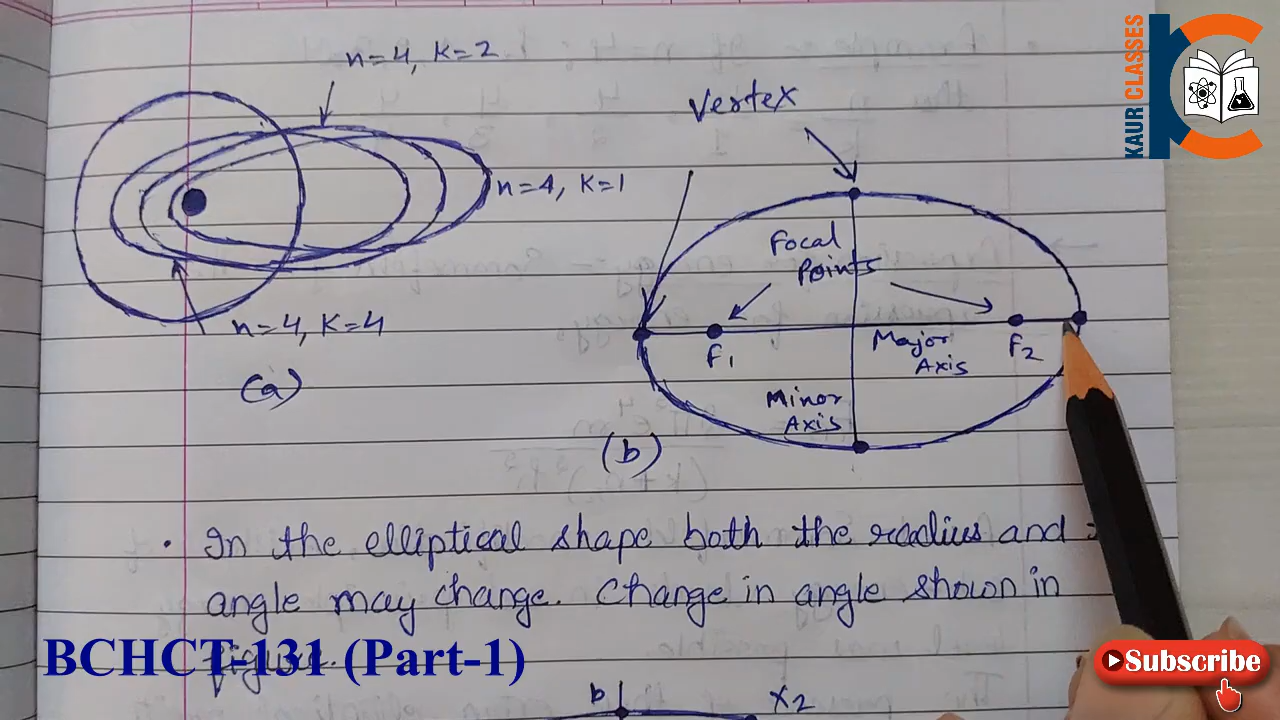 n=4, K=2
n=4, K=1
n=4, K=4
(a)
Vertex
Focal
Points
F1
F2
Major
Axis
Minor
Axis
(b)
• In the elliptical shape both the radius and
angle may change. Change in angle shown in
figure.
b
x2
KAUR CLASSES
BCHCT-131 (Part-1)
Subscribe